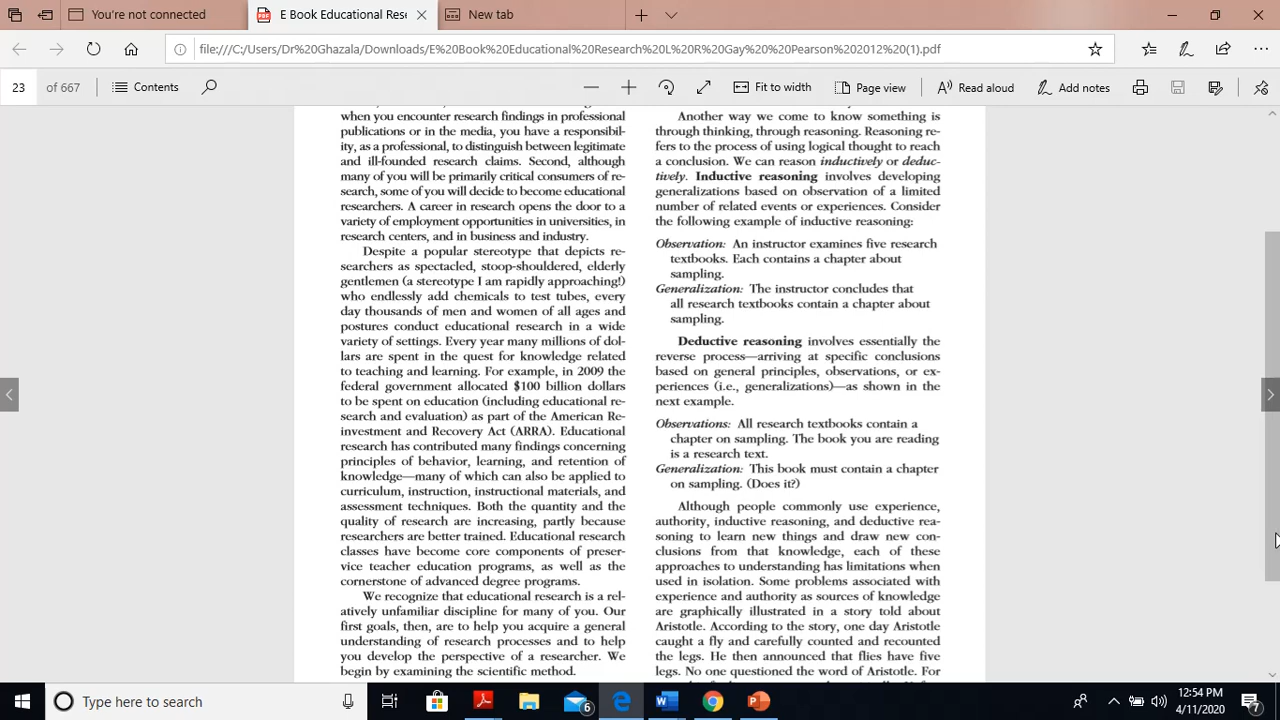 You're not connected
E Book Educational Rese
New tab
file:///C:/Users/Dr%20Ghazala/Downloads/E%20Book%20Educational%20Research%20L%20R%20Gay%20%20Pearson%202012%20(1).pdf
23 of 667
Contents
Fit to width
Page view
Read aloud
Add notes
when you encounter research findings in professional
publications or in the media, you have a responsibil-
ity, as a professional, to distinguish between legitimate
and ill-founded research claims. Second, although
many of you will be primarily critical consumers of re-
search, some of you will decide to become educational
researchers. A career in research opens the door to a
variety of employment opportunities in universities, in
research centers, and in business and industry.
Despite a popular stereotype that depicts re-
searchers as spectacled, stoop-shouldered, elderly
gentlemen (a stereotype I am rapidly approaching!)
who endlessly add chemicals to test tubes, every
day thousands of men and women of all ages and
postures conduct educational research in a wide
variety of settings. Every year many millions of dol-
lars are spent in the quest for knowledge related
to teaching and learning. For example, in 2009 the
federal government allocated $100 billion dollars
to be spent on education (including educational re-
search and evaluation) as part of the American Re-
investment and Recovery Act (ARRA). Educational
research has contributed many findings concerning
principles of behavior, learning, and retention of
knowledge—many of which can also be applied to
curriculum, instruction, instructional materials, and
assessment techniques. Both the quantity and the
quality of research are increasing, partly because
researchers are better trained. Educational research
classes have become core components of preser-
vice teacher education programs, as well as the
cornerstone of advanced degree programs.
We recognize that educational research is a rel-
atively unfamiliar discipline for many of you. Our
first goals, then, are to help you acquire a general
understanding of research processes and to help
you develop the perspective of a researcher. We
begin by examining the scientific method.
Another way we come to know something is
through thinking, through reasoning. Reasoning re-
fers to the process of using logical thought to reach
a conclusion. We can reason inductively or deduc-
tively. Inductive reasoning involves developing
generalizations based on observation of a limited
number of related events or experiences. Consider
the following example of inductive reasoning:
Observation: An instructor examines five research
textbooks. Each contains a chapter about
sampling.
Generalization: The instructor concludes that
all research textbooks contain a chapter about
sampling.
Deductive reasoning involves essentially the
reverse process—arriving at specific conclusions
based on general principles, observations, or ex-
periences (i.e., generalizations)—as shown in the
next example.
Observations: All research textbooks contain a
chapter on sampling. The book you are reading
is a research text.
Generalization: This book must contain a chapter
on sampling. (Does it?)
Although people commonly use experience,
authority, inductive reasoning, and deductive rea-
soning to learn new things and draw new con-
clusions from that knowledge, each of these
approaches to understanding has limitations when
used in isolation. Some problems associated with
experience and authority as sources of knowledge
are graphically illustrated in a story told about
Aristotle. According to the story, one day Aristotle
caught a fly and carefully counted and recounted
the legs. He then announced that flies have five
legs. No one questioned the word of Aristotle. For
Type here to search
6
12:54 PM
4/11/2020
7